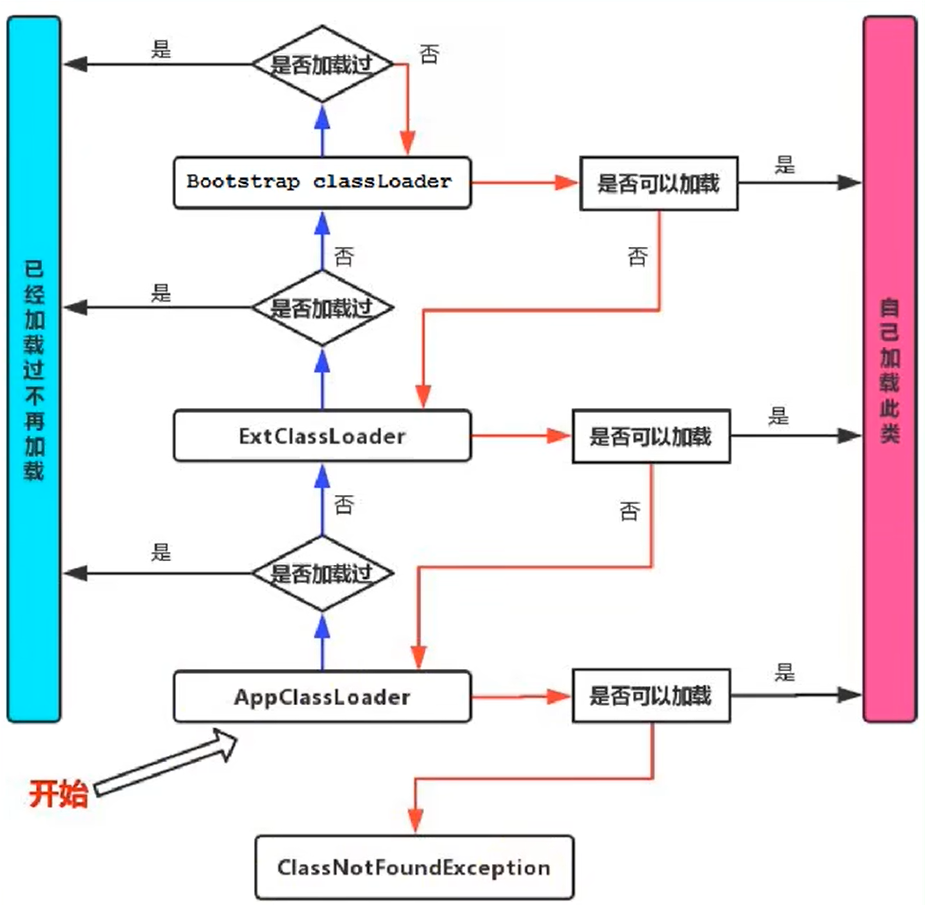 是
是否加载过
否
Bootstrap classLoader
是否可以加载
是
否
否
是
是否加载过
已经加载过不再加载
自己加载此类
ExtClassLoader
是否可以加载
是
否
否
是
是否加载过
AppClassLoader
是否可以加载
是
开始
ClassNotFoundException